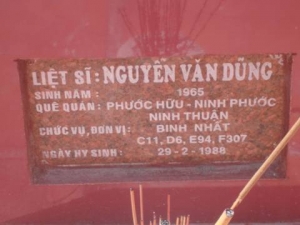 LIỆT SĨ : NGUYỄN VĂN DŨNG
SINH NĂM : 1965
QUÊ QUÁN : PHƯỚC HỮU - NINH PHƯỚC
NINH THUẬN
CHỨC VỤ, ĐƠN VỊ : BINH NHẤT
C11, D6, E94, F307
NGÀY HY SINH : 29 - 2 - 1988